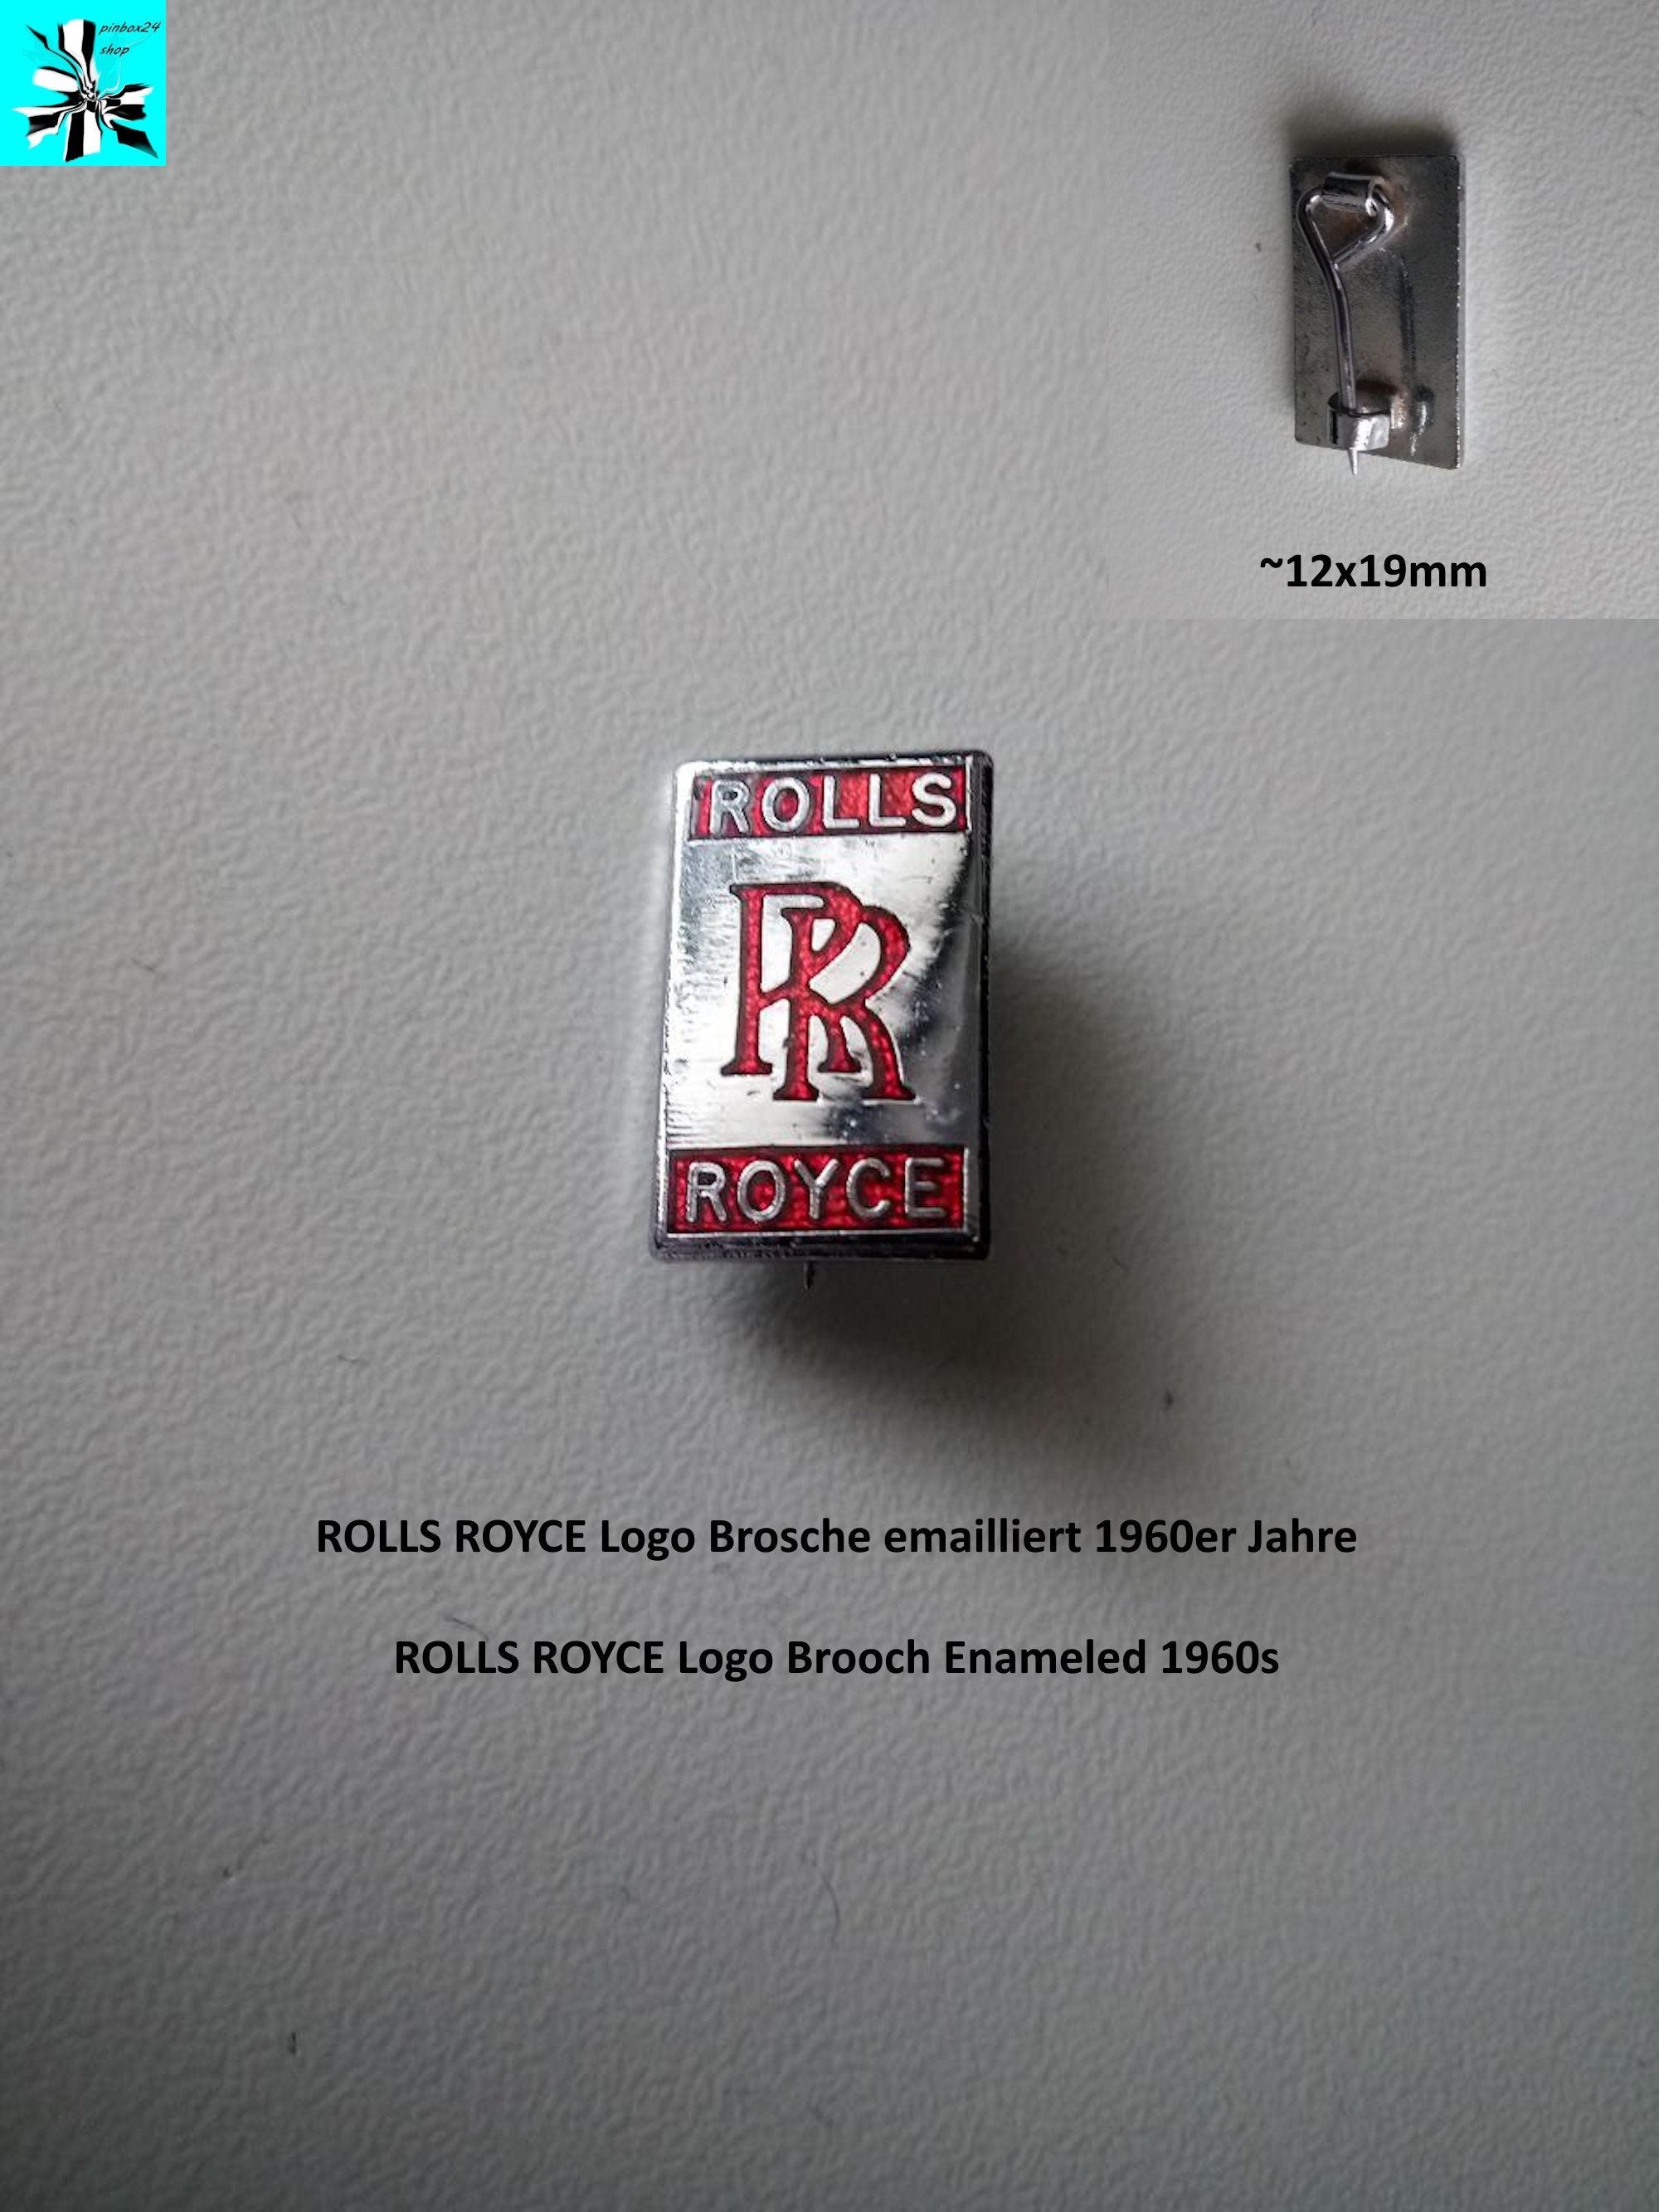 pinbox24
shop
~12x19mm
ROLLS
RR
ROYCE
ROLLS ROYCE Logo Brosche emailliert 1960er Jahre
ROLLS ROYCE Logo Brooch Enameled 1960s